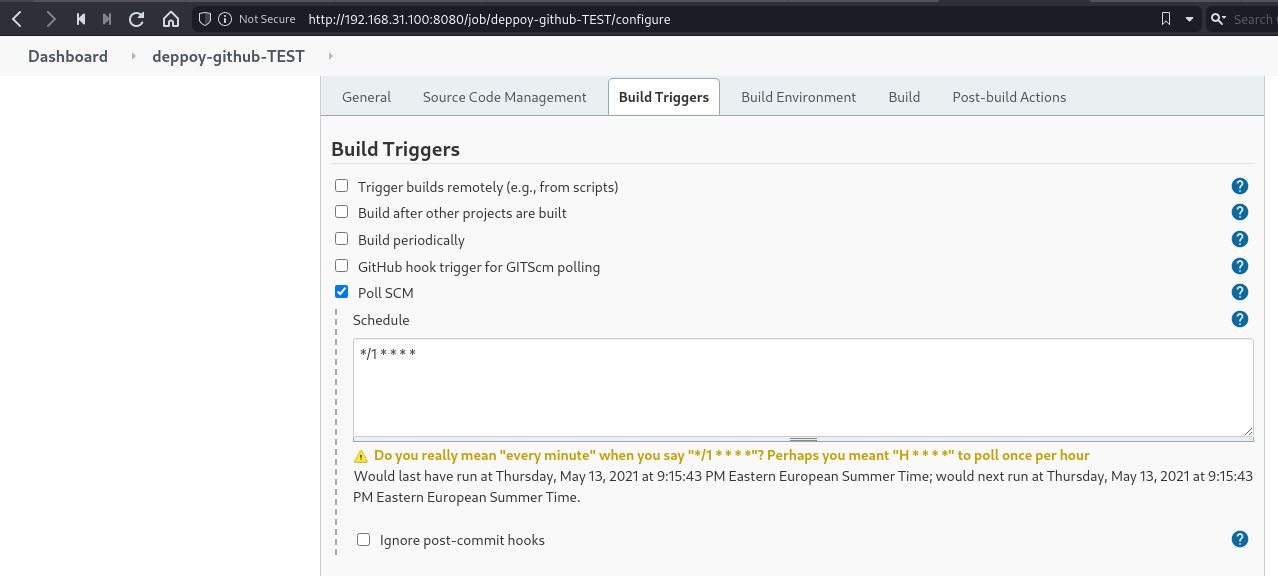 Not Secure http://192.168.31.100:8080/job/deppoy-github-TEST/configure Search
Dashboard deppoy-github-TEST
General Source Code Management Build Triggers Build Environment Build Post-build Actions
Build Triggers
Trigger builds remotely (e.g., from scripts) ?
Build after other projects are built ?
Build periodically ?
GitHub hook trigger for GITScm polling ?
Poll SCM ?
Schedule ?
*/1 * * * *
Do you really mean "every minute" when you say "*/1 * * * *"? Perhaps you meant "H * * * *" to poll once per hour
Would last have run at Thursday, May 13, 2021 at 9:15:43 PM Eastern European Summer Time; would next run at Thursday, May 13, 2021 at 9:15:43
PM Eastern European Summer Time.
Ignore post-commit hooks ?